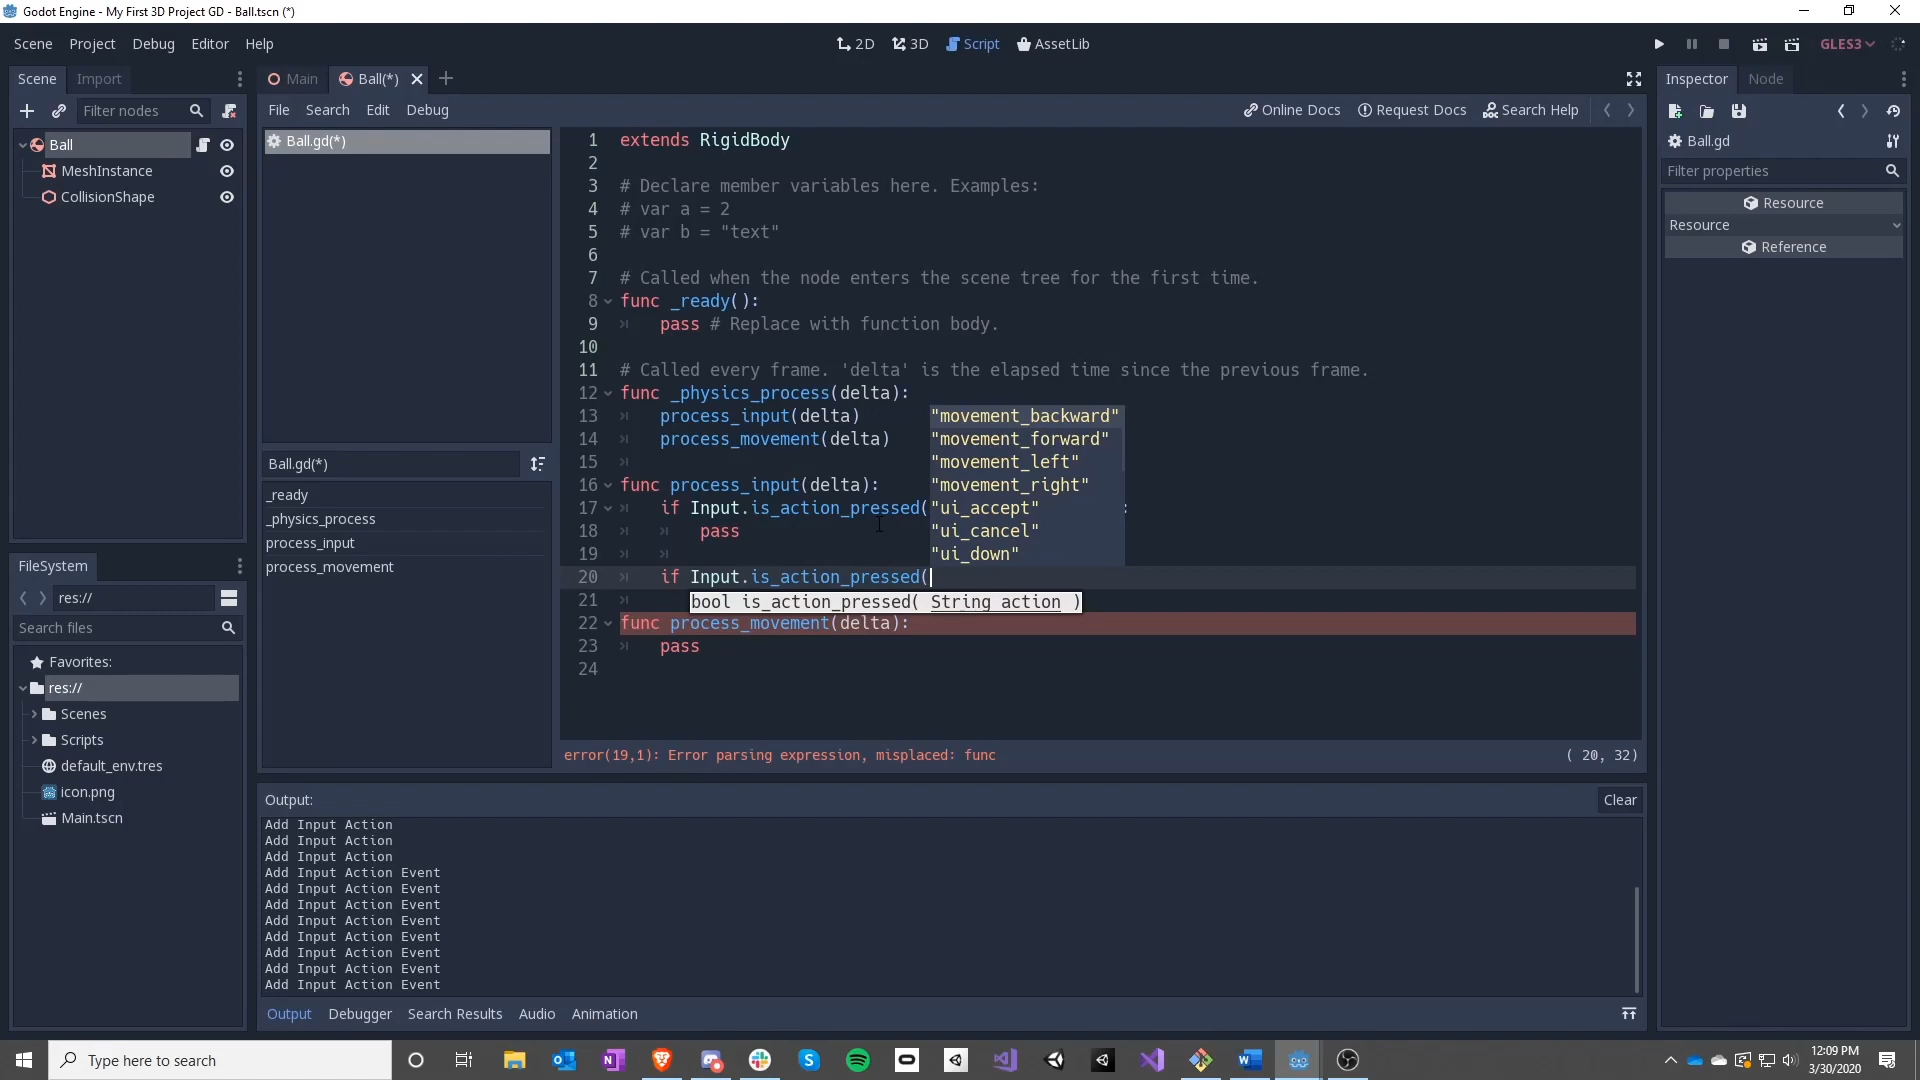 Godot Engine - My First 3D Project GD - Ball.tscn (*)
Scene Project Debug Editor Help
2D 3D Script AssetLib
GLES3
Scene Import
Filter nodes
Ball
MeshInstance
CollisionShape
FileSystem
res://
Search files
Favorites:
res://
Scenes
Scripts
default_env.tres
icon.png
Main.tscn
Main Ball(*)
File Search Edit Debug
Online Docs Request Docs Search Help
Ball.gd(*)
Ball.gd(*)
_ready
_physics_process
process_input
process_movement
1 extends RigidBody
2
3 # Declare member variables here. Examples:
4 # var a = 2
5 # var b = "text"
6
7 # Called when the node enters the scene tree for the first time.
8 func _ready():
9 pass # Replace with function body.
10
11 # Called every frame. 'delta' is the elapsed time since the previous frame.
12 func _physics_process(delta):
13 process_input(delta)
14 process_movement(delta)
15
16 func process_input(delta):
17 if Input.is_action_pressed( :
18 pass
19
20 if Input.is_action_pressed(
21
22 func process_movement(delta):
23 pass
24
"movement_backward"
"movement_forward"
"movement_left"
"movement_right"
"ui_accept"
"ui_cancel"
"ui_down"
bool is_action_pressed( String action )
error(19,1): Error parsing expression, misplaced: func
( 20, 32)
Output:
Clear
Add Input Action
Add Input Action
Add Input Action
Add Input Action Event
Add Input Action Event
Add Input Action Event
Add Input Action Event
Add Input Action Event
Add Input Action Event
Add Input Action Event
Add Input Action Event
Output Debugger Search Results Audio Animation
Inspector Node
Ball.gd
Filter properties
Resource
Resource
Reference
Type here to search
12:09 PM
3/30/2020